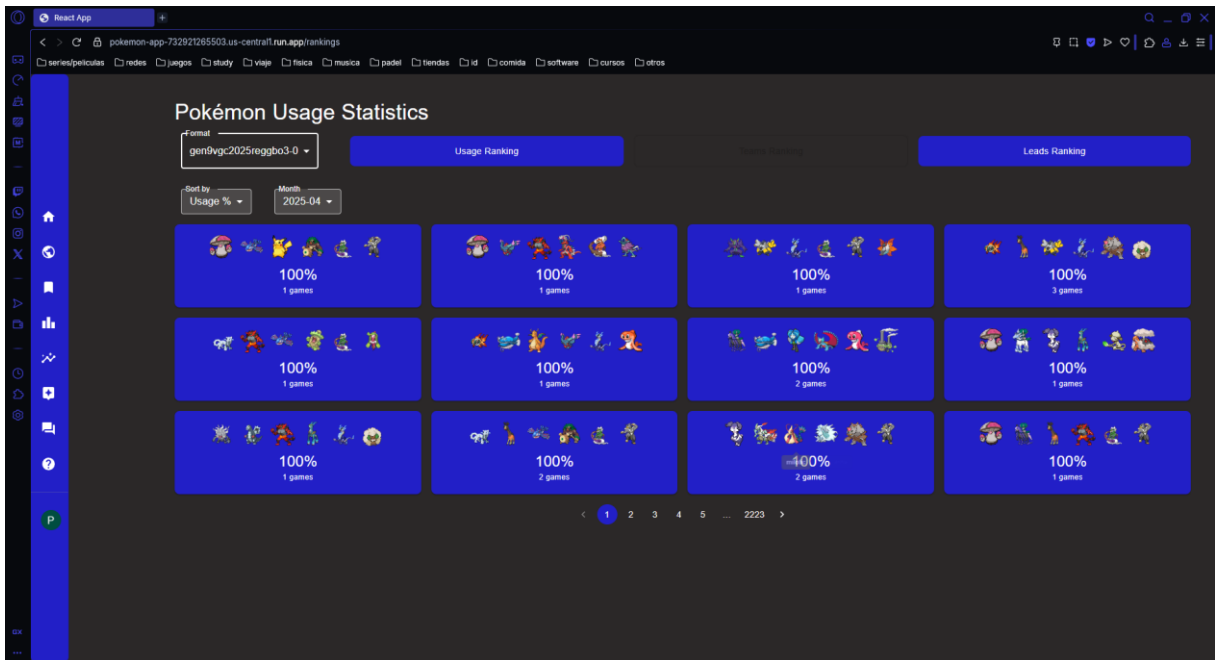 React App
pokemon-app-732921265503.us-central1.run.app/rankings
series/peliculas redes juegos study viaje fisica musica padel tiendas id comida software cursos otros
Pokémon Usage Statistics
Format
gen9vgc2025reggbo3-0
Usage Ranking
Teams Ranking
Leads Ranking
Sort by
Usage %
Month
2025-04
100% 100% 100% 100%
1 games 1 games 1 games 3 games
100% 100% 100% 100%
1 games 1 games 2 games 1 games
100% 100% 100% 100%
1 games 2 games 2 games 1 games
1 2 3 4 5 ... 2223
P
GX